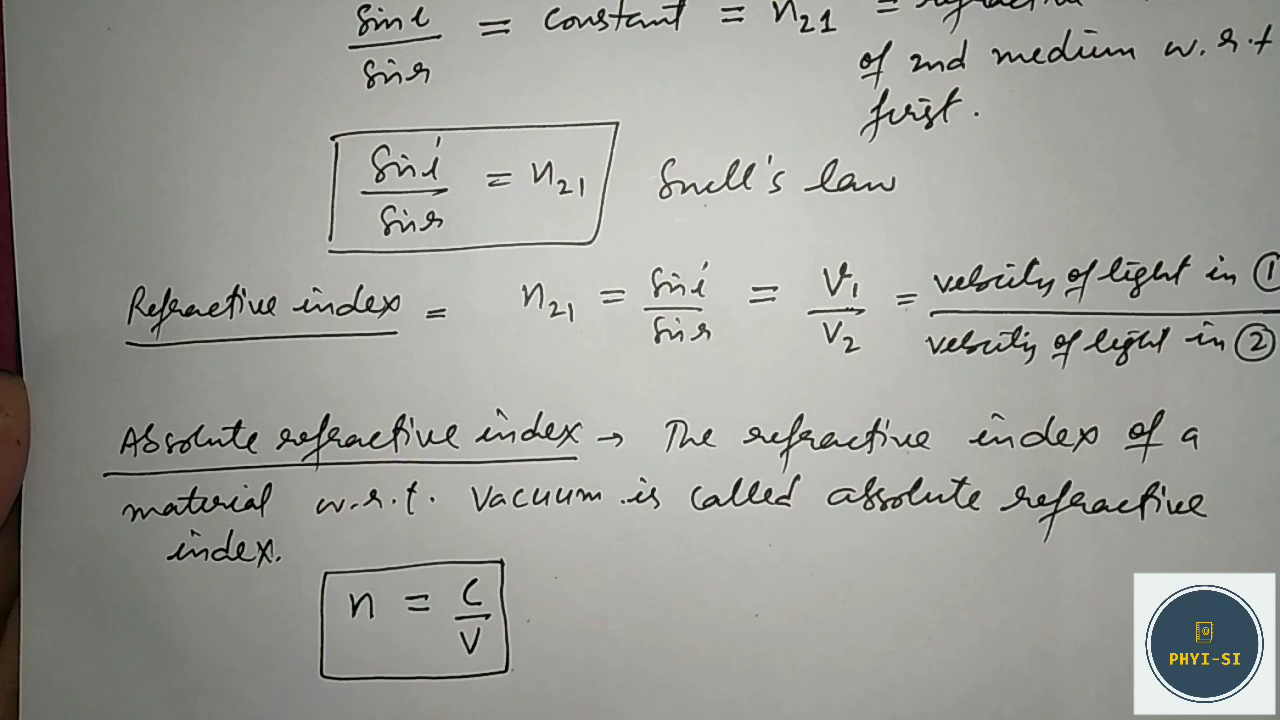 sin i / sin r = constant = n21 = refractive
of 2nd medium w.r.t
first.
sin i / sin r = n21 Snell's law
Refractive index = n21 = sin i / sin r = V1 / V2 = velocity of light in ① / velocity of light in ②
Absolute refractive index → The refractive index of a
material w.r.t. vacuum is called absolute refractive
index.
n = c / v
PHYI-SI